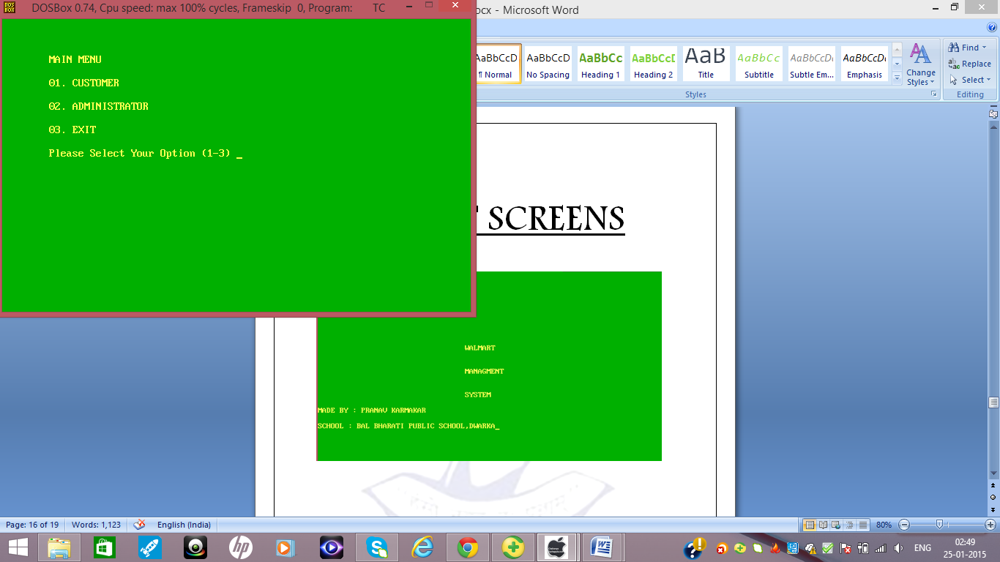 DOSBox 0.74, Cpu speed: max 100% cycles, Frameskip 0, Program: TC
ocx - Microsoft Word
MAIN MENU
01. CUSTOMER
02. ADMINISTRATOR
03. EXIT
Please Select Your Option (1-3) _
AaBbCcD AaBbCcD AaBbCc AaBbCcI AaB AaBbCc AaBbCcDi AaBbCcDi
¶ Normal No Spacing Heading 1 Heading 2 Title Subtitle Subtle Em... Emphasis
Change Styles
Find
Replace
Select
Styles
Editing
SCREENS
WALMART
MANAGMENT
SYSTEM
MADE BY : PRANAV KARMAKAR
SCHOOL : BAL BHARATI PUBLIC SCHOOL,DWARKA_
Page: 16 of 19 Words: 1,123 English (India) 80%
hp
ENG
02:49
25-01-2015